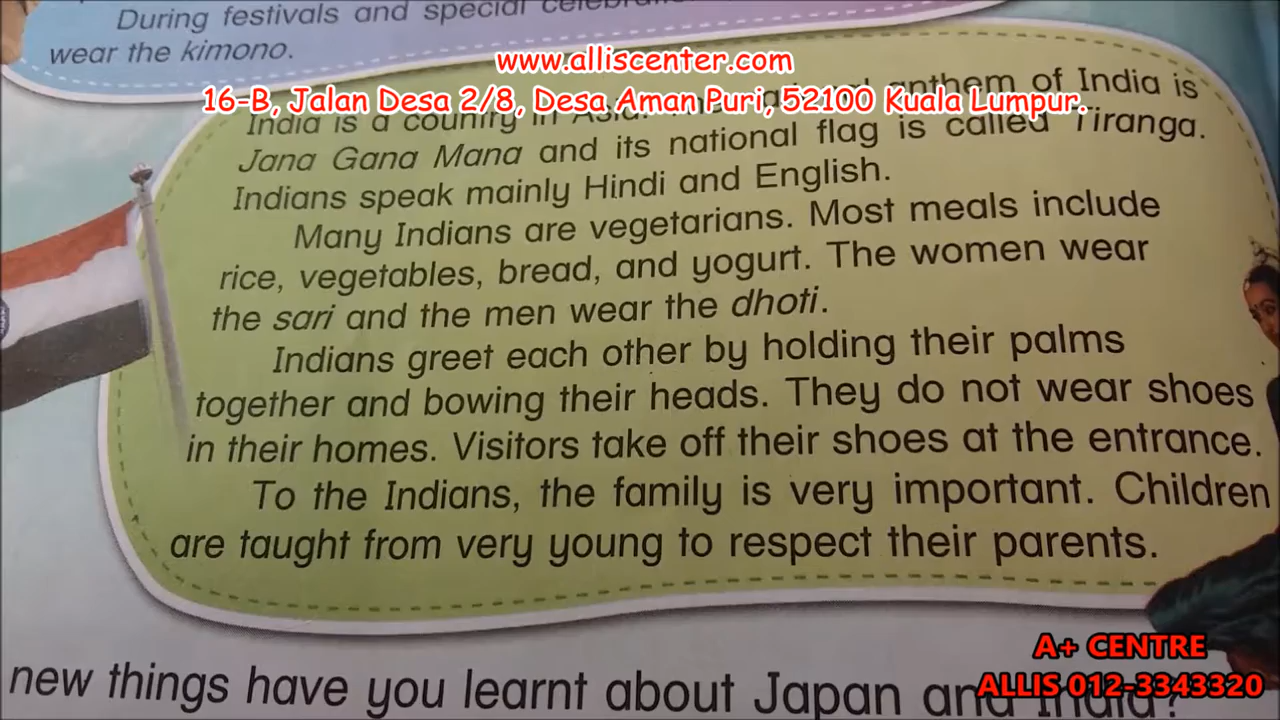 During festivals and special
wear the kimono.
www.alliscenter.com
16-B, Jalan Desa 2/8, Desa Aman Puri, 52100 Kuala Lumpur.
India is a country in Asia. anthem of India is
Jana Gana Mana and its national flag is called Tiranga.
Indians speak mainly Hindi and English.
Many Indians are vegetarians. Most meals include
rice, vegetables, bread, and yogurt. The women wear
the sari and the men wear the dhoti.
Indians greet each other by holding their palms
together and bowing their heads. They do not wear shoes
in their homes. Visitors take off their shoes at the entrance.
To the Indians, the family is very important. Children
are taught from very young to respect their parents.
new things have you learnt about Japan and India?
A+ CENTRE
ALLIS 012-3343320